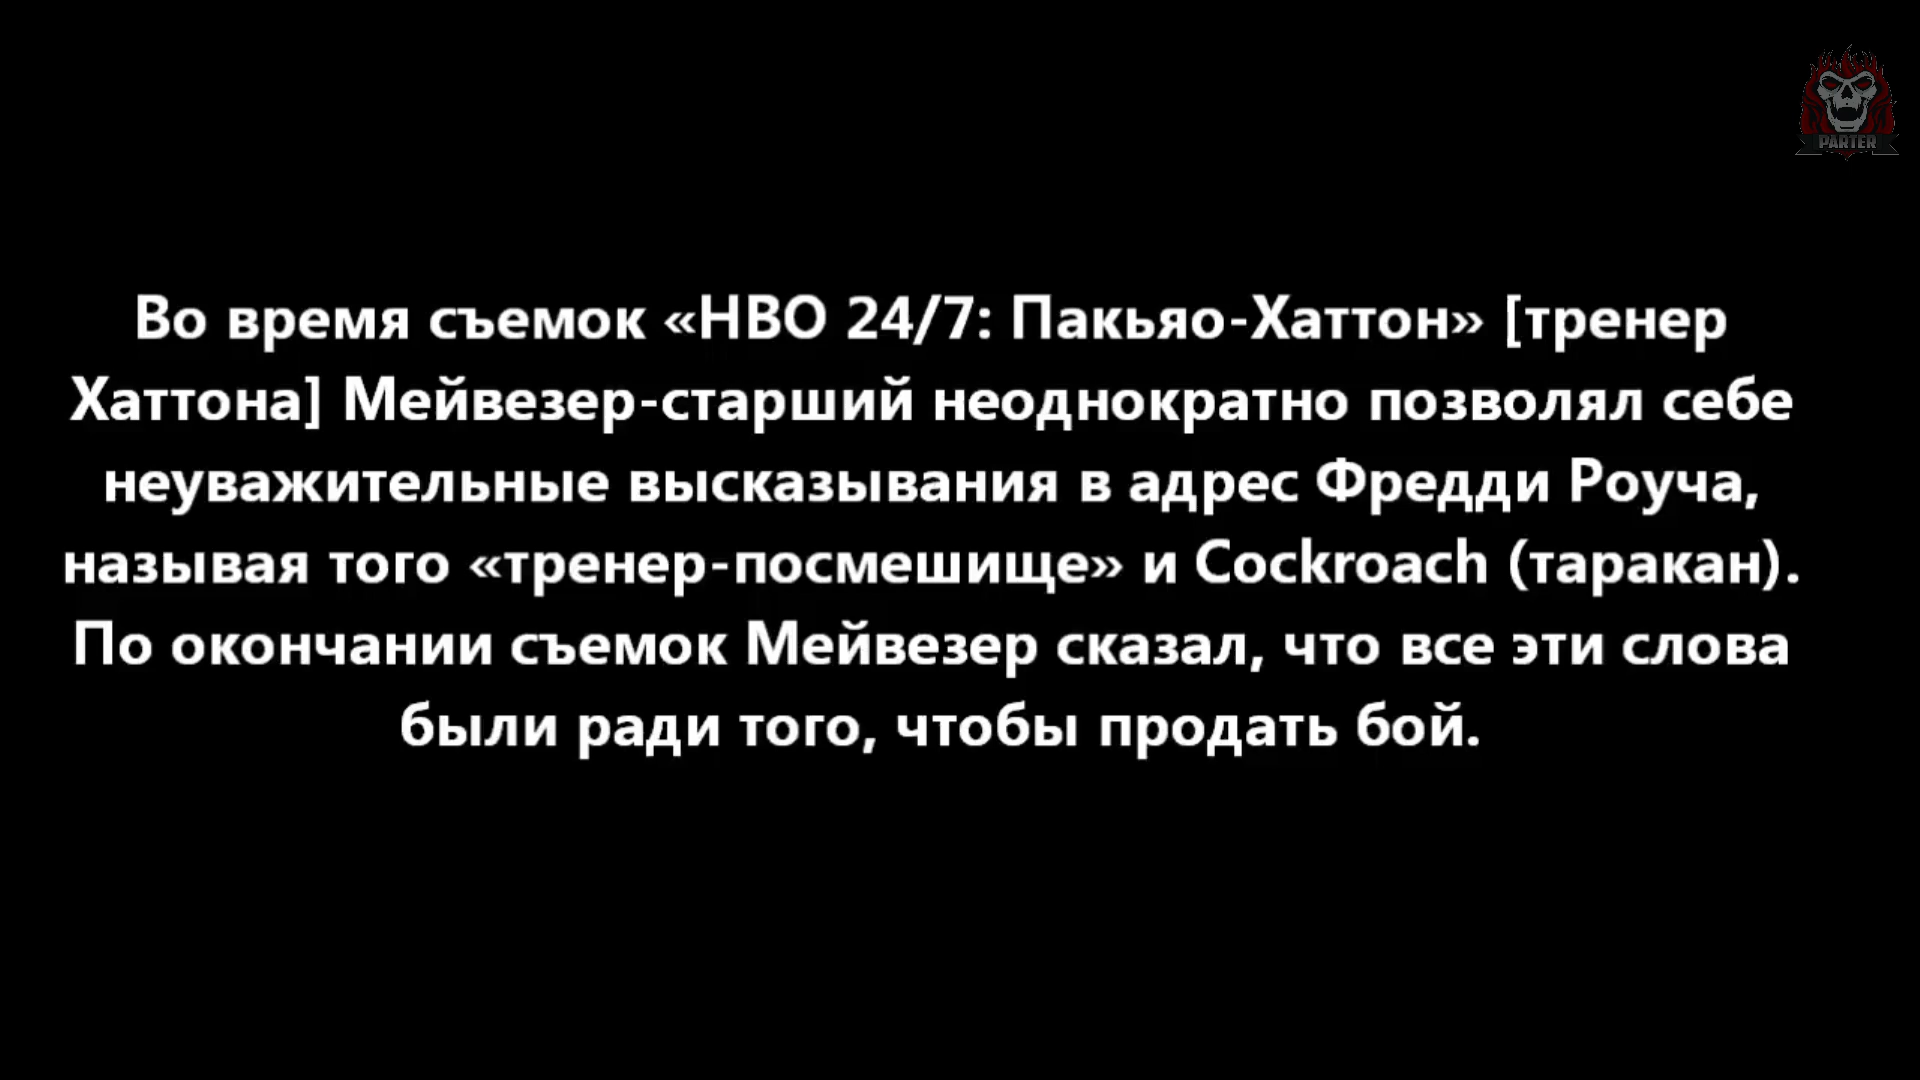 PARTER
Во время съемок «HBO 24/7: Пакьяо-Хаттон» [тренер
Хаттона] Мейвезер-старший неоднократно позволял себе
неуважительные высказывания в адрес Фредди Роуча,
называя того «тренер-посмешище» и Cockroach (таракан).
По окончании съемок Мейвезер сказал, что все эти слова
были ради того, чтобы продать бой.